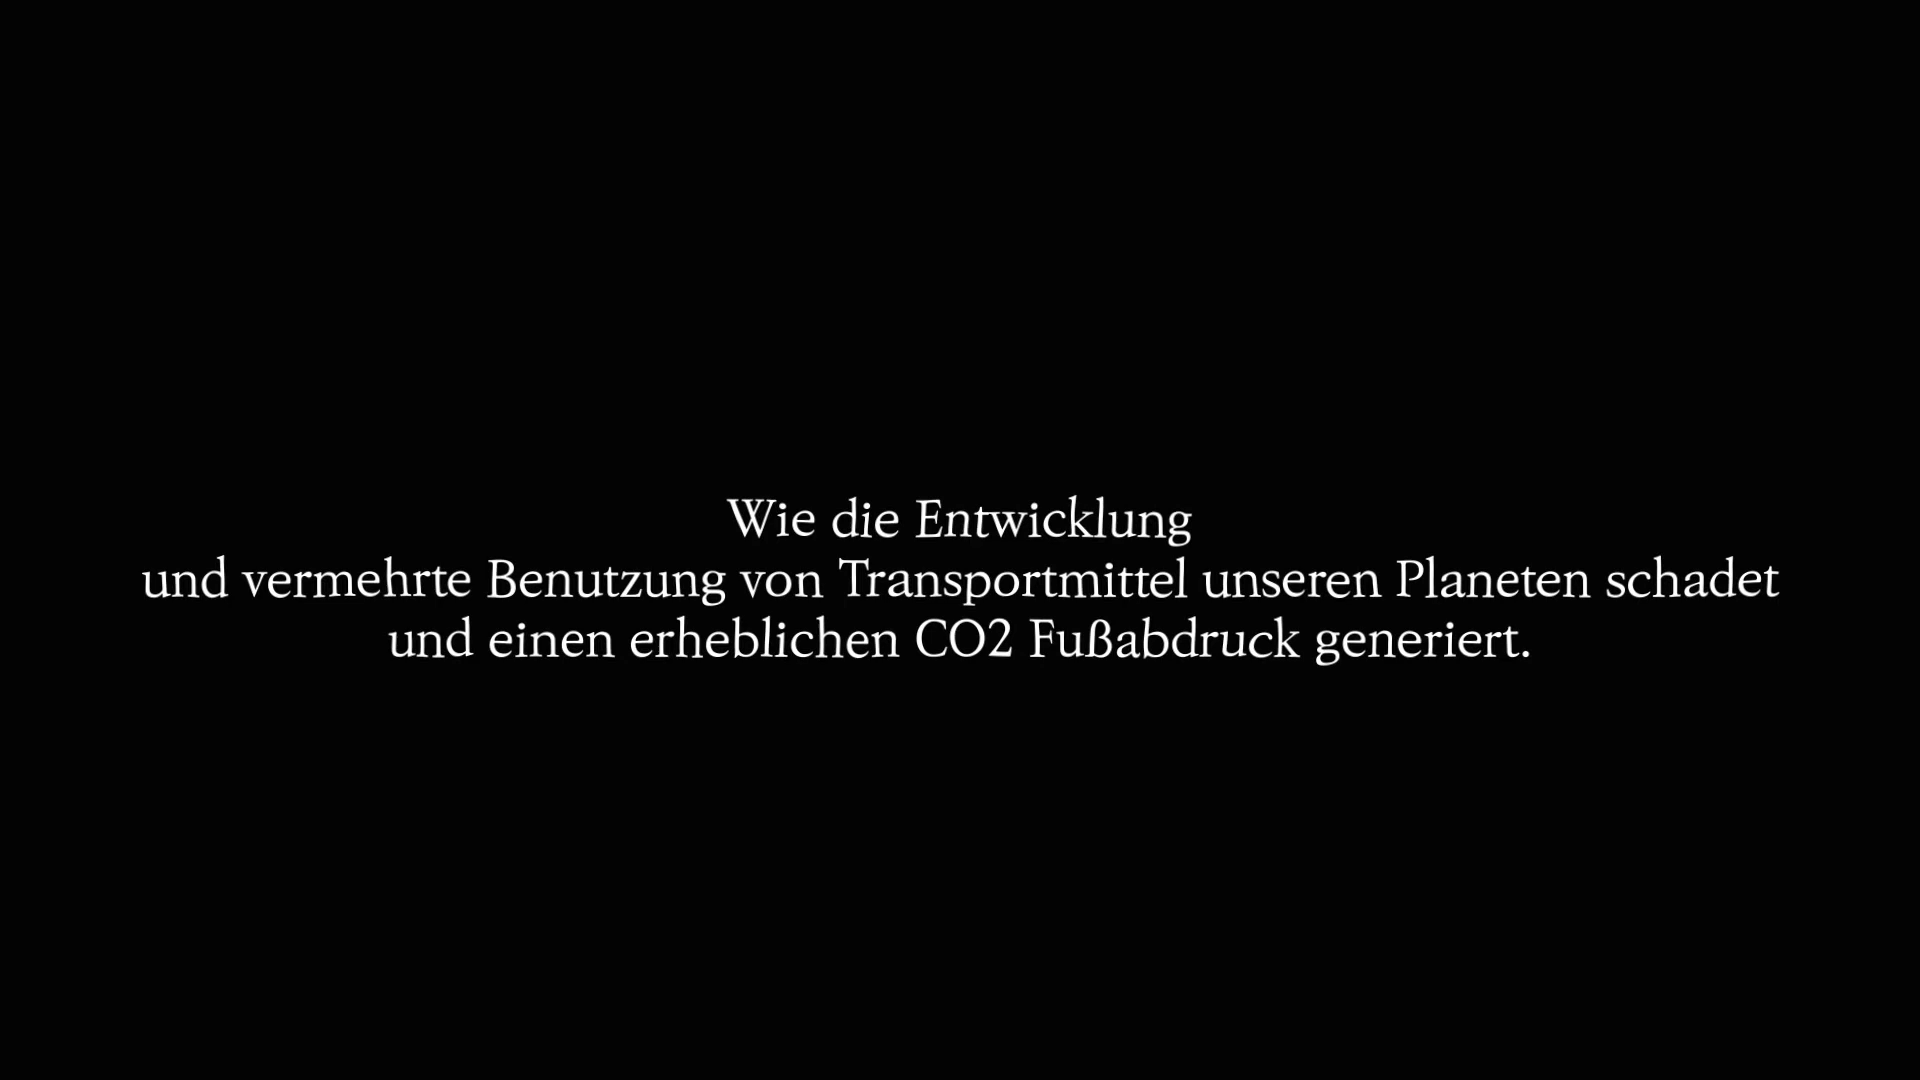 Wie die Entwicklung
und vermehrte Benutzung von Transportmittel unseren Planeten schadet
und einen erheblichen CO2 Fußabdruck generiert.